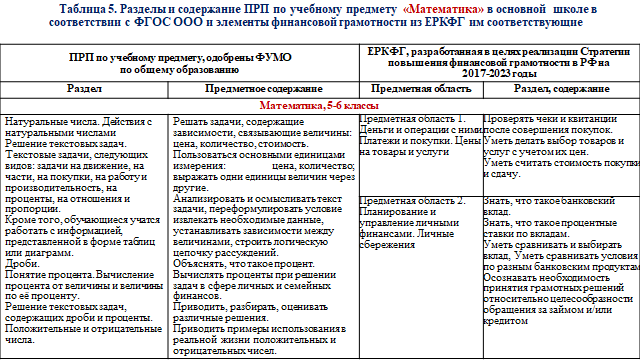 Таблица 5. Разделы и содержание ПРП по учебному предмету «Математика» в основной школе в
соответствии с ФГОС ООО и элементы финансовой грамотности из ЕРКФГ им соответствующие
ПРП по учебному предмету, одобрены ФУМО
по общему образованию
ЕРКФГ, разработанная в целях реализации Стратегии
повышения финансовой грамотности в РФ на
2017-2023 годы
Раздел
Предметное содержание
Предметная область
Раздел, содержание
Математика, 5-6 классы
Натуральные числа. Действия с
натуральными числами
Решение текстовых задач.
Текстовые задачи, следующих
видов: задачи на движение, на
части, на покупки, на работу и
производительность, на
проценты, на отношения и
пропорции.
Кроме того, обучающиеся учатся
работать с информацией,
представленной в форме таблиц
или диаграмм.
Дроби.
Понятие процента. Вычисление
процента от величины и величины
по её проценту.
Решение текстовых задач,
содержащих дроби и проценты.
Положительные и отрицательные
числа.
Решать задачи, содержащие
зависимости, связывающие величины:
цена, количество, стоимость.
Пользоваться основными единицами
измерения: цена, количество;
выражать одни единицы величин через
другие.
Анализировать и осмысливать текст
задачи, переформулировать условие
извлекать необходимые данные,
устанавливать зависимости между
величинами, строить логическую
цепочку рассуждений.
Объяснять, что такое процент.
Вычислять проценты при решении
задач в сфере личных и семейных
финансов.
Приводить, разбирать, оценивать
различные решения.
Приводить примеры использования в
реальной жизни положительных и
отрицательных чисел.
Предметная область 1.
Деньги и операции с ними
Платежи и покупки. Цены
на товары и услуги
Проверять чеки и квитанции
после совершения покупок.
Уметь делать выбор товаров и
услуг с учетом их цен.
Уметь считать стоимость покупки
и сдачу.
Предметная область 2.
Планирование и
управление личными
финансами. Личные
сбережения
Знать, что такое банковский
вклад.
Знать, что такое процентные
ставки по вкладам.
Уметь сравнивать и выбирать
вклад, Уметь сравнивать условия
по разным банковским продуктам
Осознавать необходимость
принятия грамотных решений
относительно целесообразности
обращения за займом и/или
кредитом